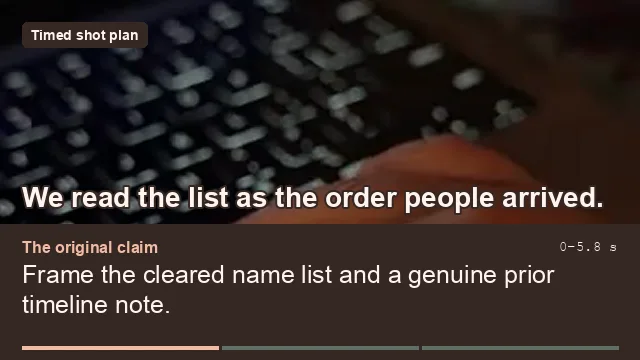 Timed shot plan
We read the list as the order people arrived.
The original claim
0–5.8 s
Frame the cleared name list and a genuine prior
timeline note.